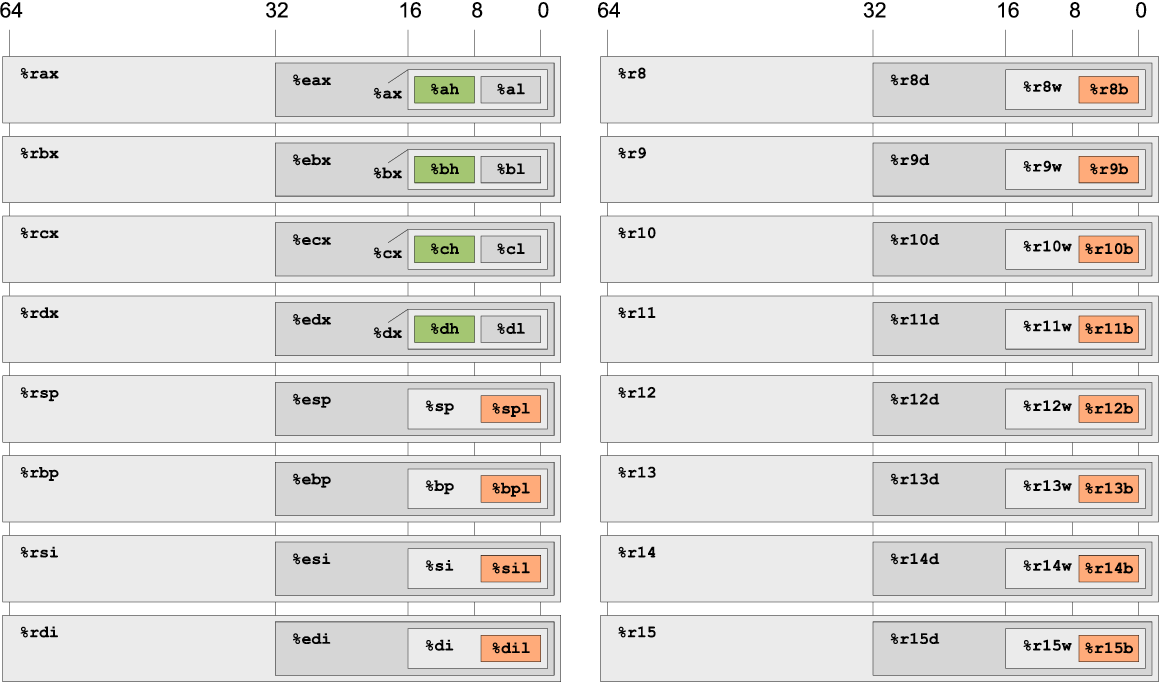 64 32 16 8 0 64 32 16 8 0
%rax %eax %ax %ah %al %r8 %r8d %r8w %r8b
%rbx %ebx %bx %bh %bl %r9 %r9d %r9w %r9b
%rcx %ecx %cx %ch %cl %r10 %r10d %r10w %r10b
%rdx %edx %dx %dh %dl %r11 %r11d %r11w %r11b
%rsp %esp %sp %spl %r12 %r12d %r12w %r12b
%rbp %ebp %bp %bpl %r13 %r13d %r13w %r13b
%rsi %esi %si %sil %r14 %r14d %r14w %r14b
%rdi %edi %di %dil %r15 %r15d %r15w %r15b